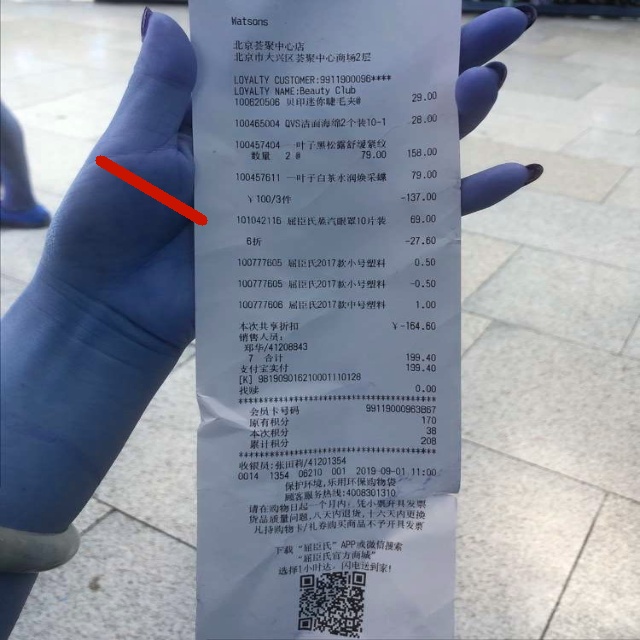 Watsons
北京荟聚中心店
北京市大兴区荟聚中心商场2层
LOYALTY CUSTOMER:9911900096****
LOYALTY NAME:Beauty Club
100620506 贝印迷你睫毛夹# 29.00
100465004 QVS洁面海绵2个装10-1 28.00
100457404 一叶子黑松露舒缓紧纹
数量 2 @ 79.00 158.00
100457611 一叶子白茶水润焕采蝶 79.00
¥100/3件 -137.00
101042116 屈臣氏蒸汽眼罩10片装 69.00
6折 -27.60
100777605 屈臣氏2017款小号塑料 0.50
100777605 屈臣氏2017款小号塑料 -0.50
100777606 屈臣氏2017款中号塑料 1.00
本次共享折扣 ¥-164.60
销售人员:
郑华/41208843
7 合计 199.40
支付宝实付 199.40
[K] 981909016210001110128
找赎 0.00
会员卡号码 99119000963867
原有积分 170
本次积分 38
累计积分 208
收银员:张田莉/41201354
0014 1354 06210 001 2019-09-01 11:00
保护环境,乐用环保购物袋
顾客服务热线:4008301310
请在购物日起一个月内,凭小票开具发票
货品质量问题,八天内退货,十五天内更换
凡持购物卡/礼券购买商品不予开具发票
下载“屈臣氏”APP或微信搜索
“屈臣氏官方商城”
选择1小时达,闪电送到家!